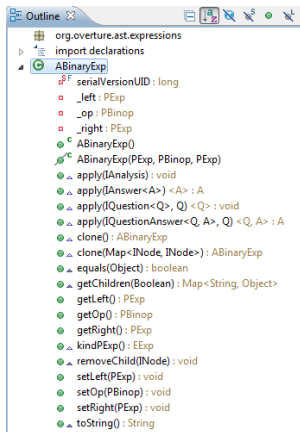 Outline
org.overture.ast.expressions
import declarations
ABinaryExp
serialVersionUID : long
_left : PExp
_op : PBinop
_right : PExp
ABinaryExp()
ABinaryExp(PExp, PBinop, PExp)
apply(IAnalysis) : void
apply(IAnswer<A>) <A> : A
apply(IQuestion<Q>, Q) <Q> : void
apply(IQuestionAnswer<Q, A>, Q) <Q, A> : A
clone() : ABinaryExp
clone(Map<INode, INode>) : ABinaryExp
equals(Object) : boolean
getChildren(Boolean) : Map<String, Object>
getLeft() : PExp
getOp() : PBinop
getRight() : PExp
kindPExp() : EExp
removeChild(INode) : void
setLeft(PExp) : void
setOp(PBinop) : void
setRight(PExp) : void
toString() : String